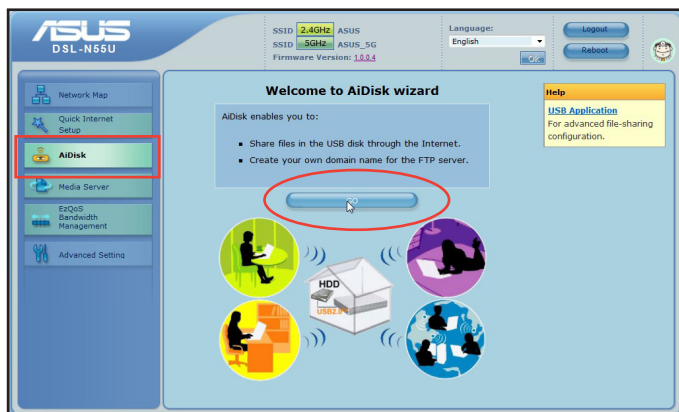 ASUS
DSL-N55U
SSID 2.4GHz ASUS
SSID 5GHz ASUS_5G
Firmware Version: 1.0.0.4
Language:
English
OK
Logout
Reboot
Network Map
Quick Internet
Setup
AiDisk
Media Server
EzQoS
Bandwidth
Management
Advanced Setting
Welcome to AiDisk wizard
AiDisk enables you to:
Share files in the USB disk through the Internet.
Create your own domain name for the FTP server.
GO
HDD
USB2.0
Help
USB Application
For advanced file-sharing
configuration.